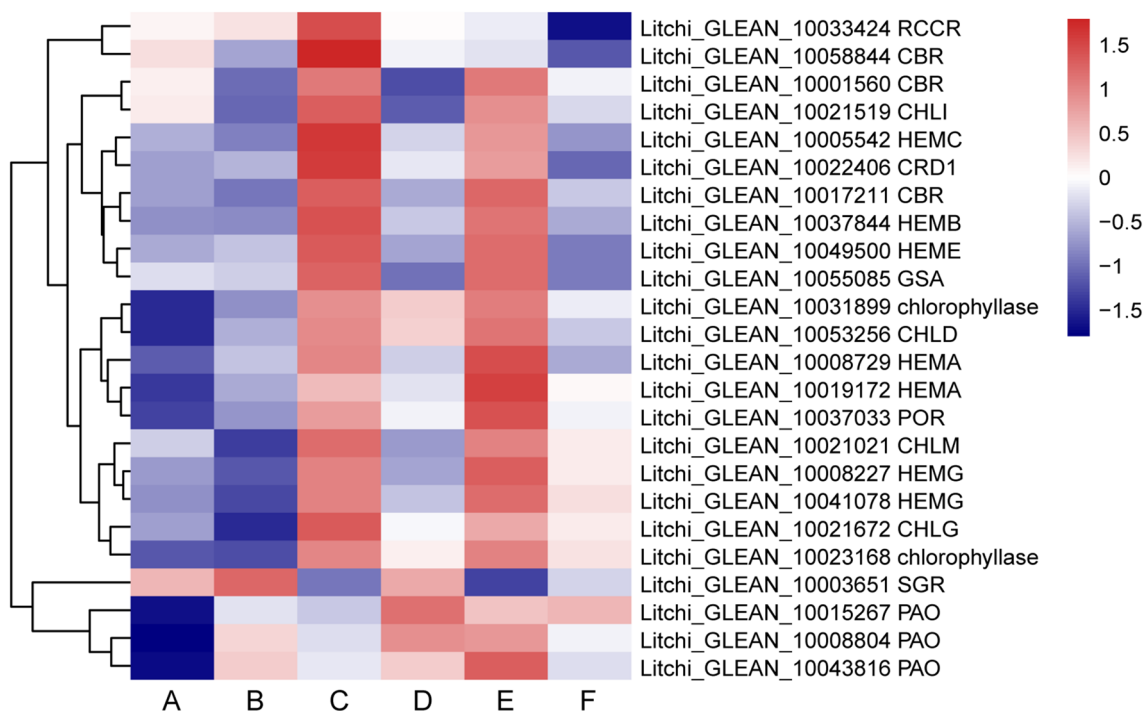 Litchi_GLEAN_10033424 RCCR
Litchi_GLEAN_10058844 CBR
Litchi_GLEAN_10001560 CBR
Litchi_GLEAN_10021519 CHLI
Litchi_GLEAN_10005542 HEMC
Litchi_GLEAN_10022406 CRD1
Litchi_GLEAN_10017211 CBR
Litchi_GLEAN_10037844 HEMB
Litchi_GLEAN_10049500 HEME
Litchi_GLEAN_10055085 GSA
Litchi_GLEAN_10031899 chlorophyllase
Litchi_GLEAN_10053256 CHLD
Litchi_GLEAN_10008729 HEMA
Litchi_GLEAN_10019172 HEMA
Litchi_GLEAN_10037033 POR
Litchi_GLEAN_10021021 CHLM
Litchi_GLEAN_10008227 HEMG
Litchi_GLEAN_10041078 HEMG
Litchi_GLEAN_10021672 CHLG
Litchi_GLEAN_10023168 chlorophyllase
Litchi_GLEAN_10003651 SGR
Litchi_GLEAN_10015267 PAO
Litchi_GLEAN_10008804 PAO
Litchi_GLEAN_10043816 PAO
A B C D E F
1.5
1
0.5
0
−0.5
−1
−1.5